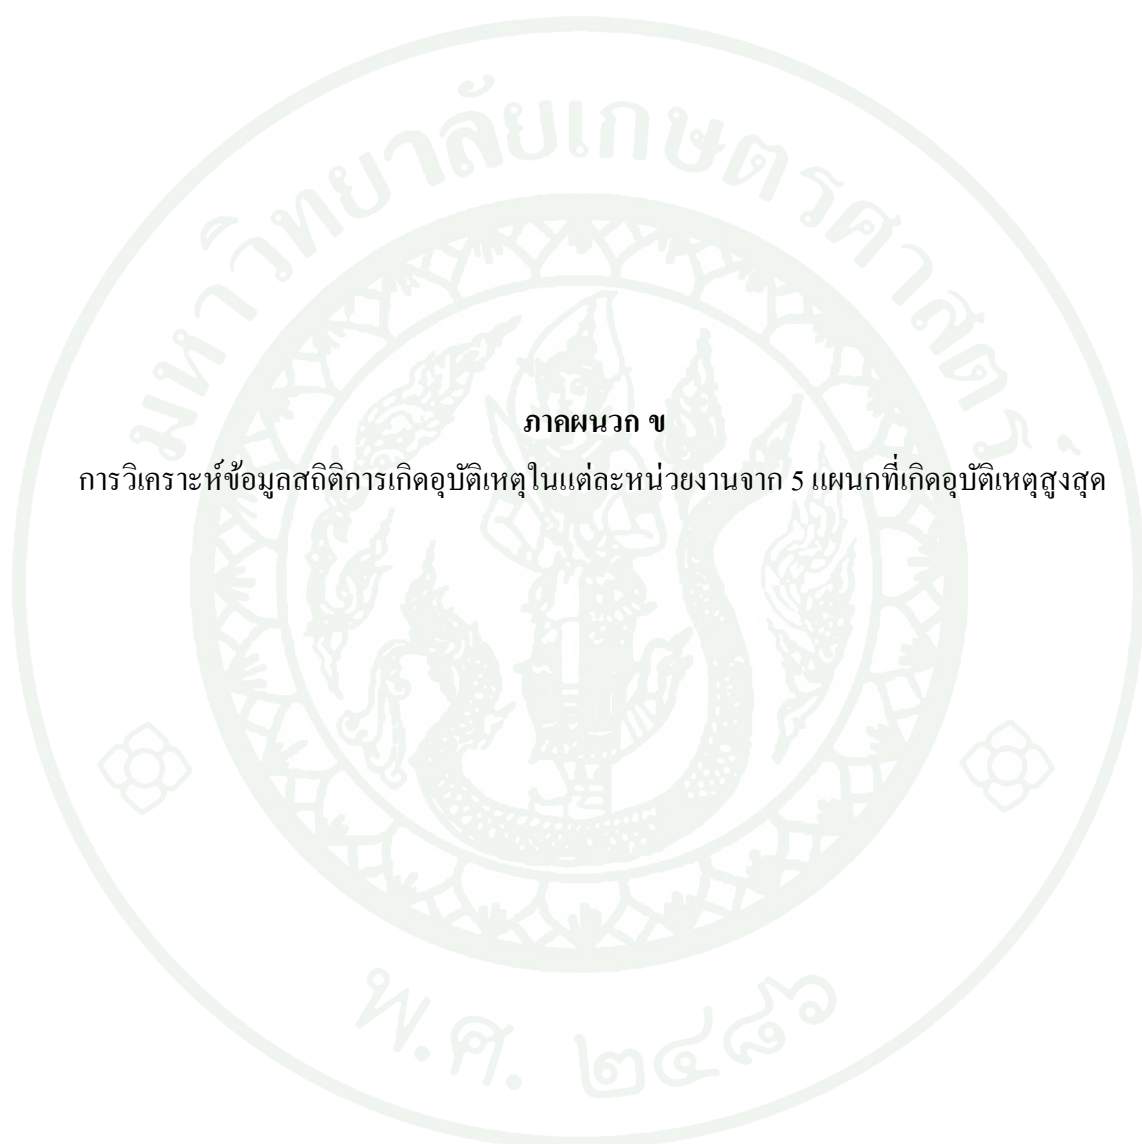 มหาวิทยาลัยเกษตรศาสตร์
ภาคผนวก ข
การวิเคราะห์ข้อมูลสถิติการเกิดอุบัติเหตุในแต่ละหน่วยงานจาก 5 แผนกที่เกิดอุบัติเหตุสูงสุด
พ.ศ. ๒๔๘๖